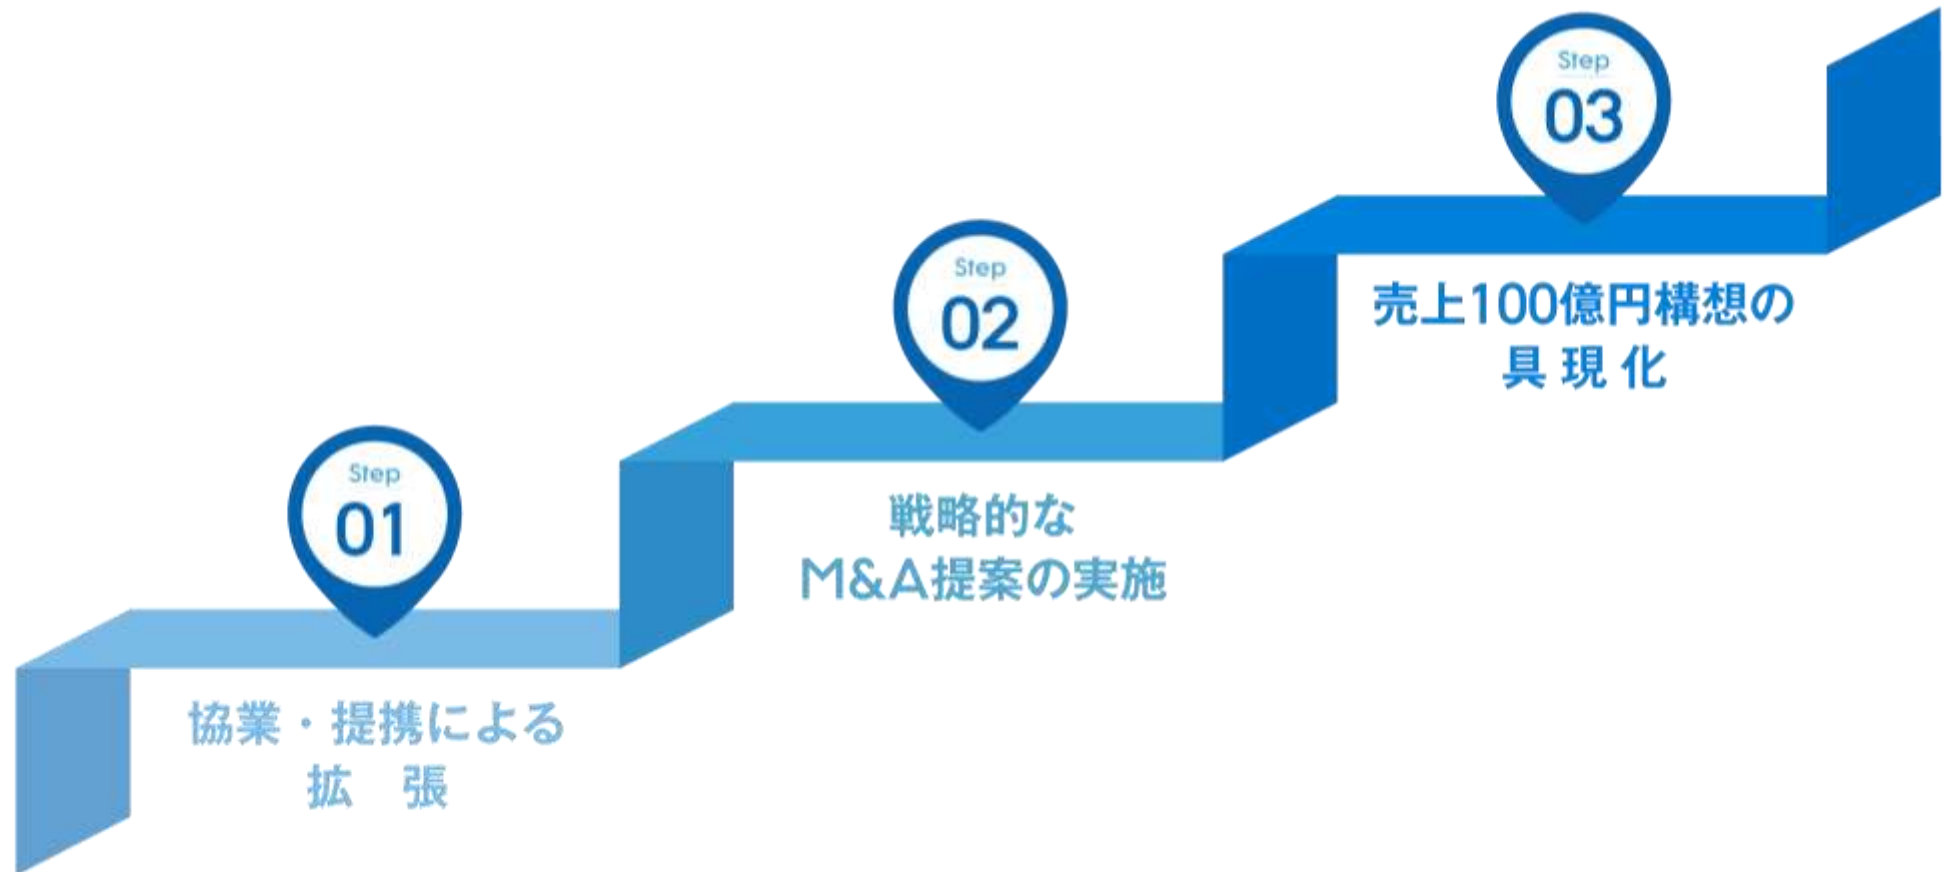 Step
01
協業・提携による
拡　張
Step
02
戦略的な
M&A提案の実施
Step
03
売上100億円構想の
具 現 化